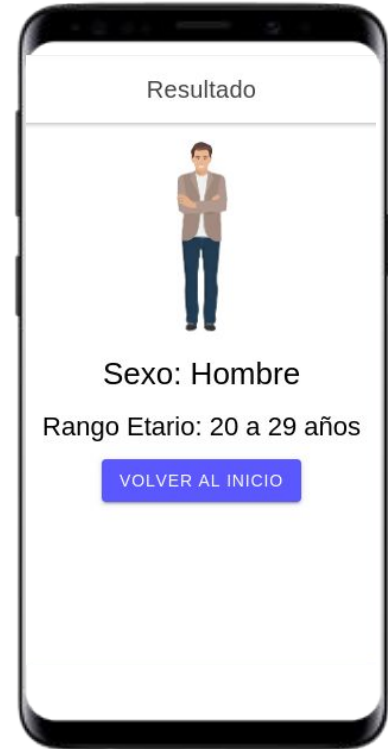 Resultado
Sexo: Hombre
Rango Etario: 20 a 29 años
VOLVER AL INICIO